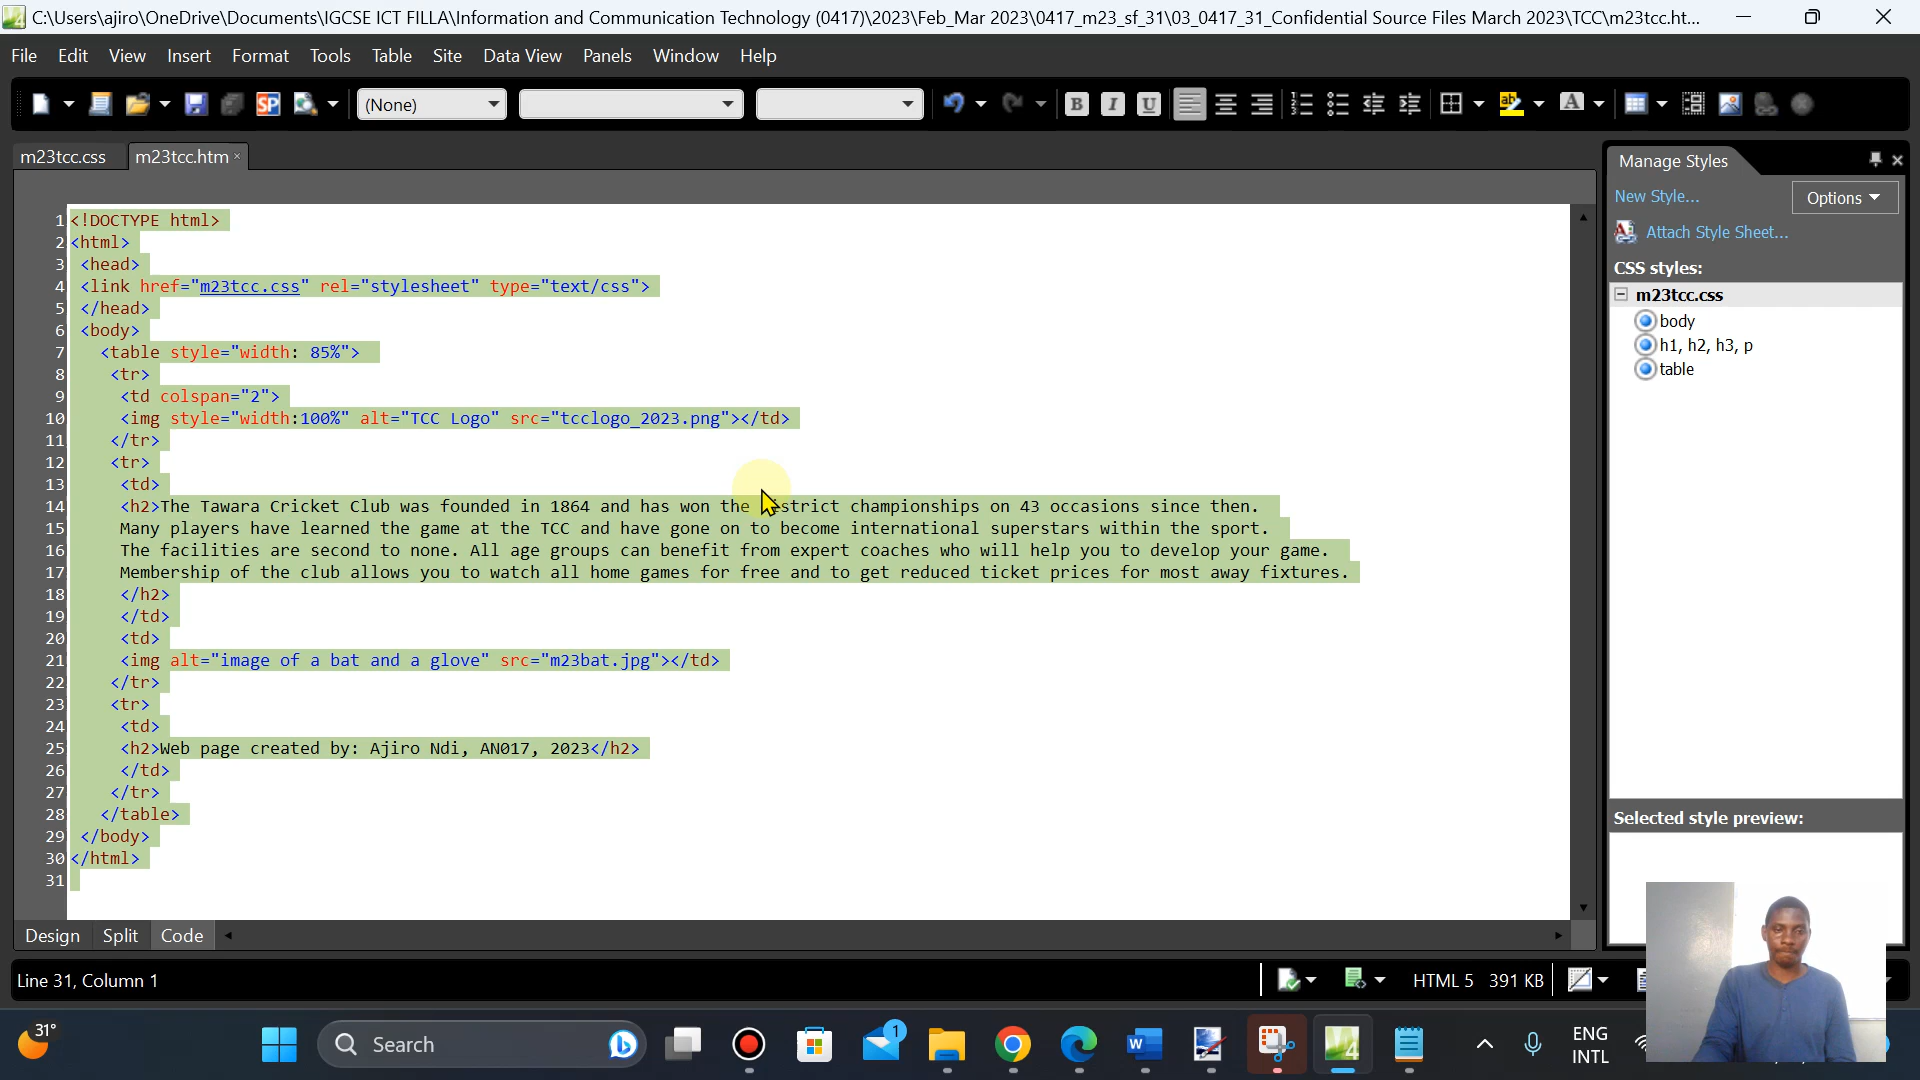 C:\Users\ajiro\OneDrive\Documents\IGCSE ICT FILLA\Information and Communication Technology (0417)\2023\Feb_Mar 2023\0417_m23_sf_31\03_0417_31_Confidential Source Files March 2023\TCC\m23tcc.ht...
File Edit View Insert Format Tools Table Site Data View Panels Window Help
SP (None) B I U ab A
m23tcc.css m23tcc.htm ×
Manage Styles
New Style... Options
Attach Style Sheet...
CSS styles:
m23tcc.css
body
h1, h2, h3, p
table
Selected style preview:
1 <!DOCTYPE html>
2 <html>
3 <head>
4 <link href="m23tcc.css" rel="stylesheet" type="text/css">
5 </head>
6 <body>
7 <table style="width: 85%">
8 <tr>
9 <td colspan="2">
10 <img style="width:100%" alt="TCC Logo" src="tcclogo_2023.png"></td>
11 </tr>
12 <tr>
13 <td>
14 <h2>The Tawara Cricket Club was founded in 1864 and has won the strict championships on 43 occasions since then.
15 Many players have learned the game at the TCC and have gone on to become international superstars within the sport.
16 The facilities are second to none. All age groups can benefit from expert coaches who will help you to develop your game.
17 Membership of the club allows you to watch all home games for free and to get reduced ticket prices for most away fixtures.
18 </h2>
19 </td>
20 <td>
21 <img alt="image of a bat and a glove" src="m23bat.jpg"></td>
22 </tr>
23 <tr>
24 <td>
25 <h2>Web page created by: Ajiro Ndi, AN017, 2023</h2>
26 </td>
27 </tr>
28 </table>
29 </body>
30 </html>
31
Design Split Code
Line 31, Column 1 HTML 5 391 KB
31° Search 1 W 4 ENG
INTL